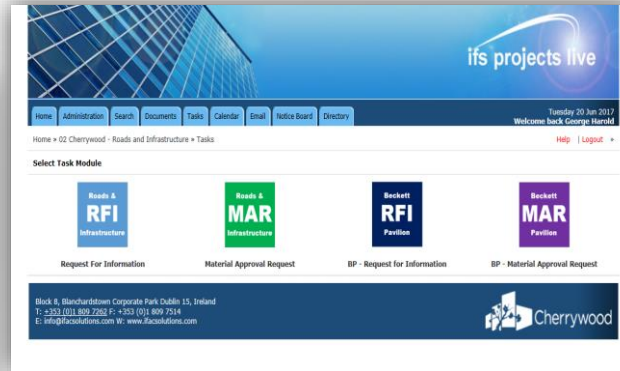 ifs projects live
Home Administration Search Documents Tasks Calendar Email Notice Board Directory
Tuesday 20 Jun 2017
Welcome back George Harold
Home » 02 Cherrywood - Roads and Infrastructure » Tasks
Help | Logout »
Select Task Module
Roads &
RFI
Infrastructure
Roads &
MAR
Infrastructure
Beckett
RFI
Pavilion
Beckett
MAR
Pavilion
Request For Information
Material Approval Request
BP - Request for Information
BP - Material Approval Request
Block 8, Blanchardstown Corporate Park Dublin 15, Ireland
T: +353 (0)1 809 7262 F: +353 (0)1 809 7514
E: info@ifacsolutions.com W: www.ifacsolutions.com
Cherrywood